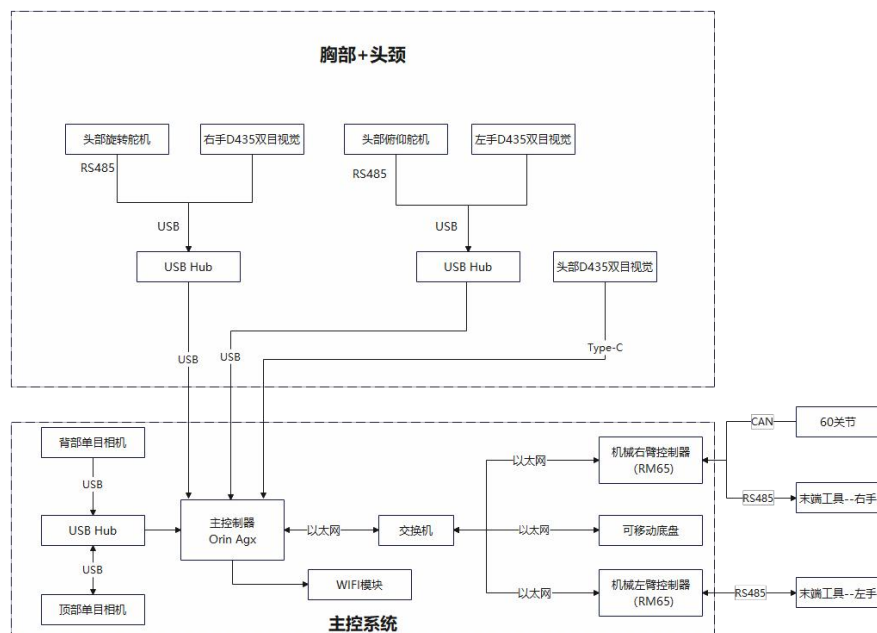 胸部+头颈
头部旋转舵机
右手D435双目视觉
头部俯仰舵机
左手D435双目视觉
RS485
RS485
USB
USB
USB Hub
USB Hub
头部D435双目视觉
USB
USB
Type-C
背部单目相机
USB
USB Hub
USB
顶部单目相机
主控制器
Orin Agx
以太网
交换机
WIFI模块
以太网
机械右臂控制器
(RM65)
以太网
可移动底盘
以太网
机械左臂控制器
(RM65)
CAN
60关节
RS485
末端工具--右手
RS485
末端工具--左手
主控系统